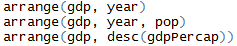 arrange(gdp, year)
arrange(gdp, year, pop)
arrange(gdp, desc(gdpPercap))